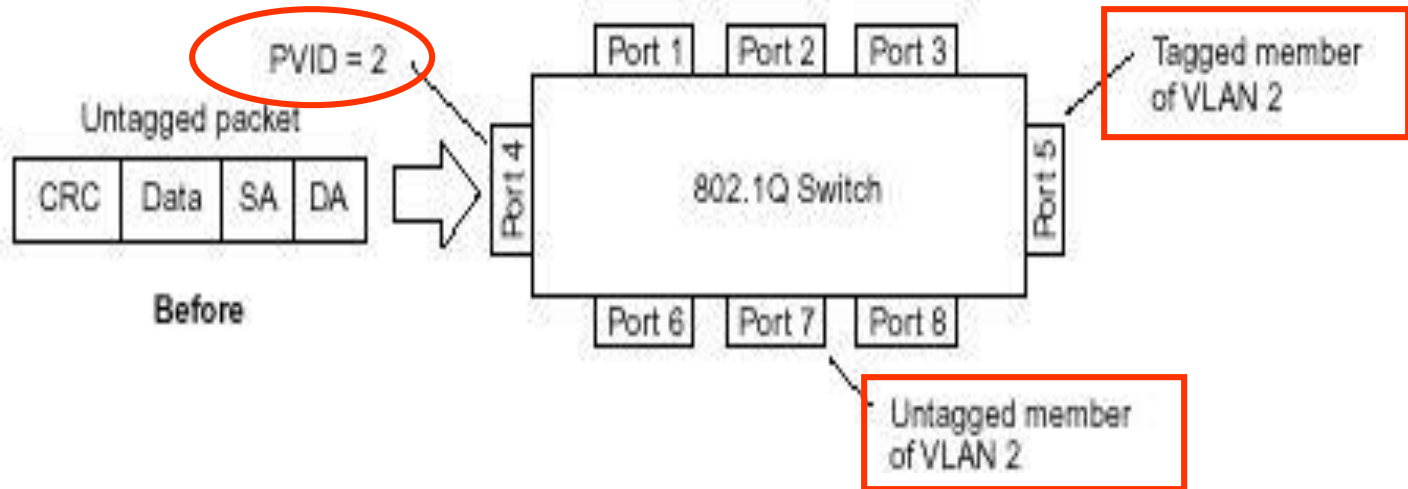 PVID = 2
Port 1
Port 2
Port 3
Tagged member
of VLAN 2
Untagged packet
CRC
Data
SA
DA
Port 4
802.1Q Switch
Port 5
Before
Port 6
Port 7
Port 8
Untagged member
of VLAN 2